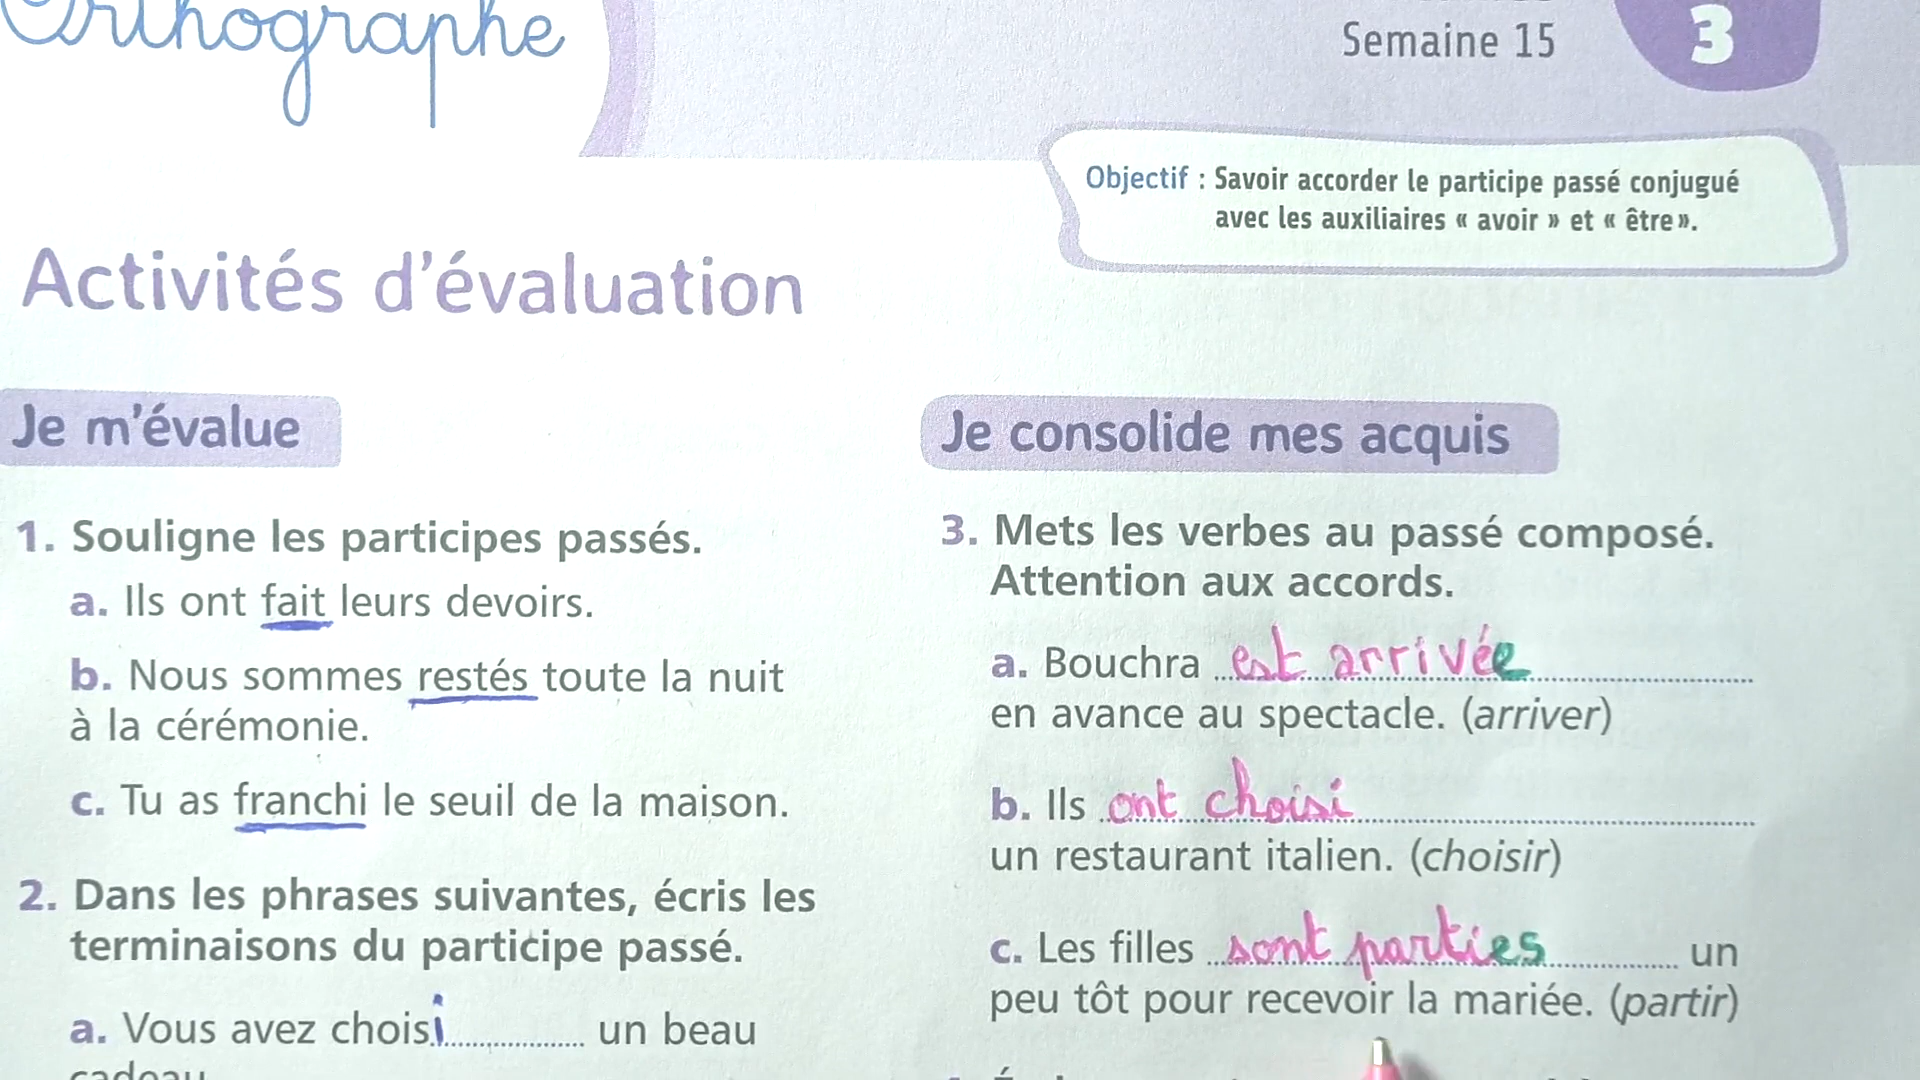 Orthographe
Semaine 15
3
Objectif : Savoir accorder le participe passé conjugué
avec les auxiliaires « avoir » et « être ».
Activités d'évaluation
Je m'évalue
1. Souligne les participes passés.
a. Ils ont fait leurs devoirs.
b. Nous sommes restés toute la nuit
à la cérémonie.
c. Tu as franchi le seuil de la maison.
2. Dans les phrases suivantes, écris les
terminaisons du participe passé.
a. Vous avez choisi un beau
cadeau
Je consolide mes acquis
3. Mets les verbes au passé composé.
Attention aux accords.
a. Bouchra est arrivée
en avance au spectacle. (arriver)
b. Ils ont choisi
un restaurant italien. (choisir)
c. Les filles sont parties un
peu tôt pour recevoir la mariée. (partir)